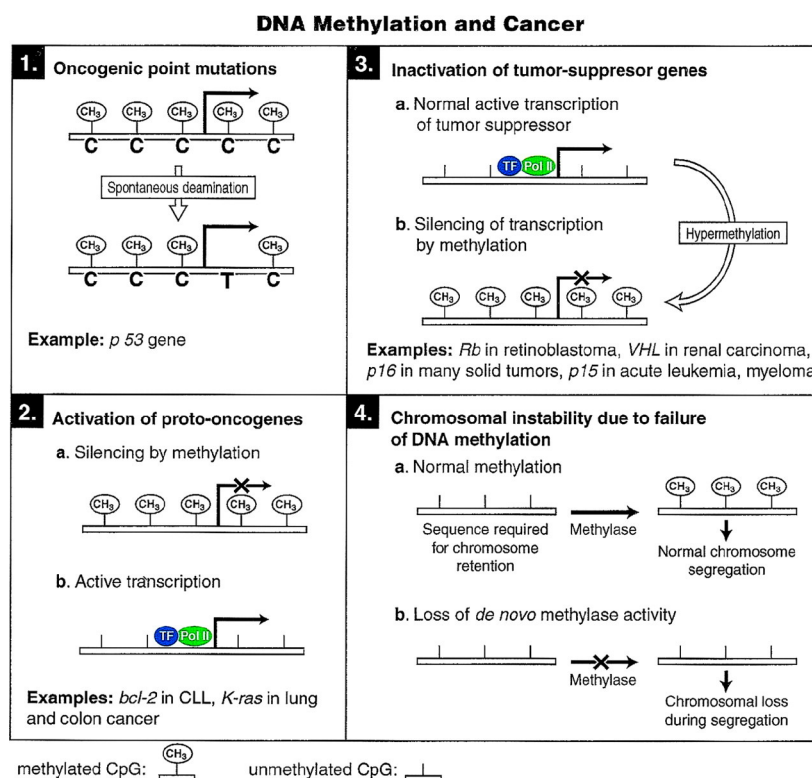 DNA Methylation and Cancer
1. Oncogenic point mutations
CH3 CH3 CH3 CH3 CH3
C C C C C
Spontaneous deamination
CH3 CH3 CH3 CH3
C C C T C
Example: p 53 gene
2. Activation of proto-oncogenes
a. Silencing by methylation
CH3 CH3 CH3 CH3 CH3
b. Active transcription
TF Pol II
Examples: bcl-2 in CLL, K-ras in lung
and colon cancer
3. Inactivation of tumor-suppresor genes
a. Normal active transcription
of tumor suppressor
TF Pol II
b. Silencing of transcription
by methylation
Hypermethylation
CH3 CH3 CH3 CH3 CH3
Examples: Rb in retinoblastoma, VHL in renal carcinoma,
p16 in many solid tumors, p15 in acute leukemia, myeloma
4. Chromosomal instability due to failure
of DNA methylation
a. Normal methylation
CH3 CH3 CH3
Sequence required
for chromosome
retention
Methylase
Normal chromosome
segregation
b. Loss of de novo methylase activity
Methylase
Chromosomal loss
during segregation
methylated CpG: CH3 unmethylated CpG: